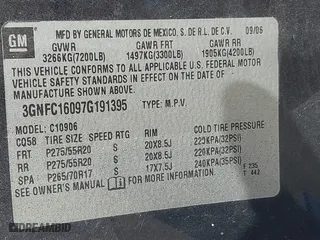 GM
MFD BY GENERAL MOTORS DE MEXICO, S. DE R.L. DE C.V. 09/06
GVWR GAWR FRT GAWR RR
3266KG(7200LB) 1497KG(3300LB) 1905KG(4200LB)
THIS VEHICLE CONFORMS TO ALL APPLICABLE U.S. FEDERAL MOTOR
VEHICLE SAFETY STANDARDS IN EFFECT ON THE DATE OF
MANUFACTURE SHOWN ABOVE.
3GNFC16097G191395 TYPE: M.P.V.
MODEL: C10906
CQ58 TIRE SIZE SPEED RTG RIM COLD TIRE PRESSURE
FRT P275/55R20 S 20X8.5J 220KPA(32PSI)
RR P275/55R20 S 20X8.5J 220KPA(32PSI)
SPA P265/70R17 S 17X7.5J 240KPA(35PSI)
SEE OWNER'S MANUAL FOR ADDITIONAL INFORMATION.
F 235
T 443
DREAMBID